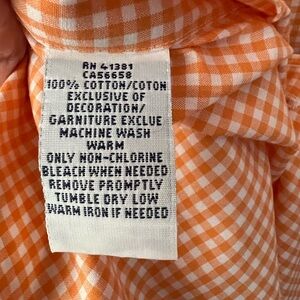 RN 41381
CA56658
100% COTTON/COTON
EXCLUSIVE OF
DECORATION/
GARNITURE EXCLUE
MACHINE WASH
WARM
ONLY NON-CHLORINE
BLEACH WHEN NEEDED
REMOVE PROMPTLY
TUMBLE DRY LOW
WARM IRON IF NEEDED